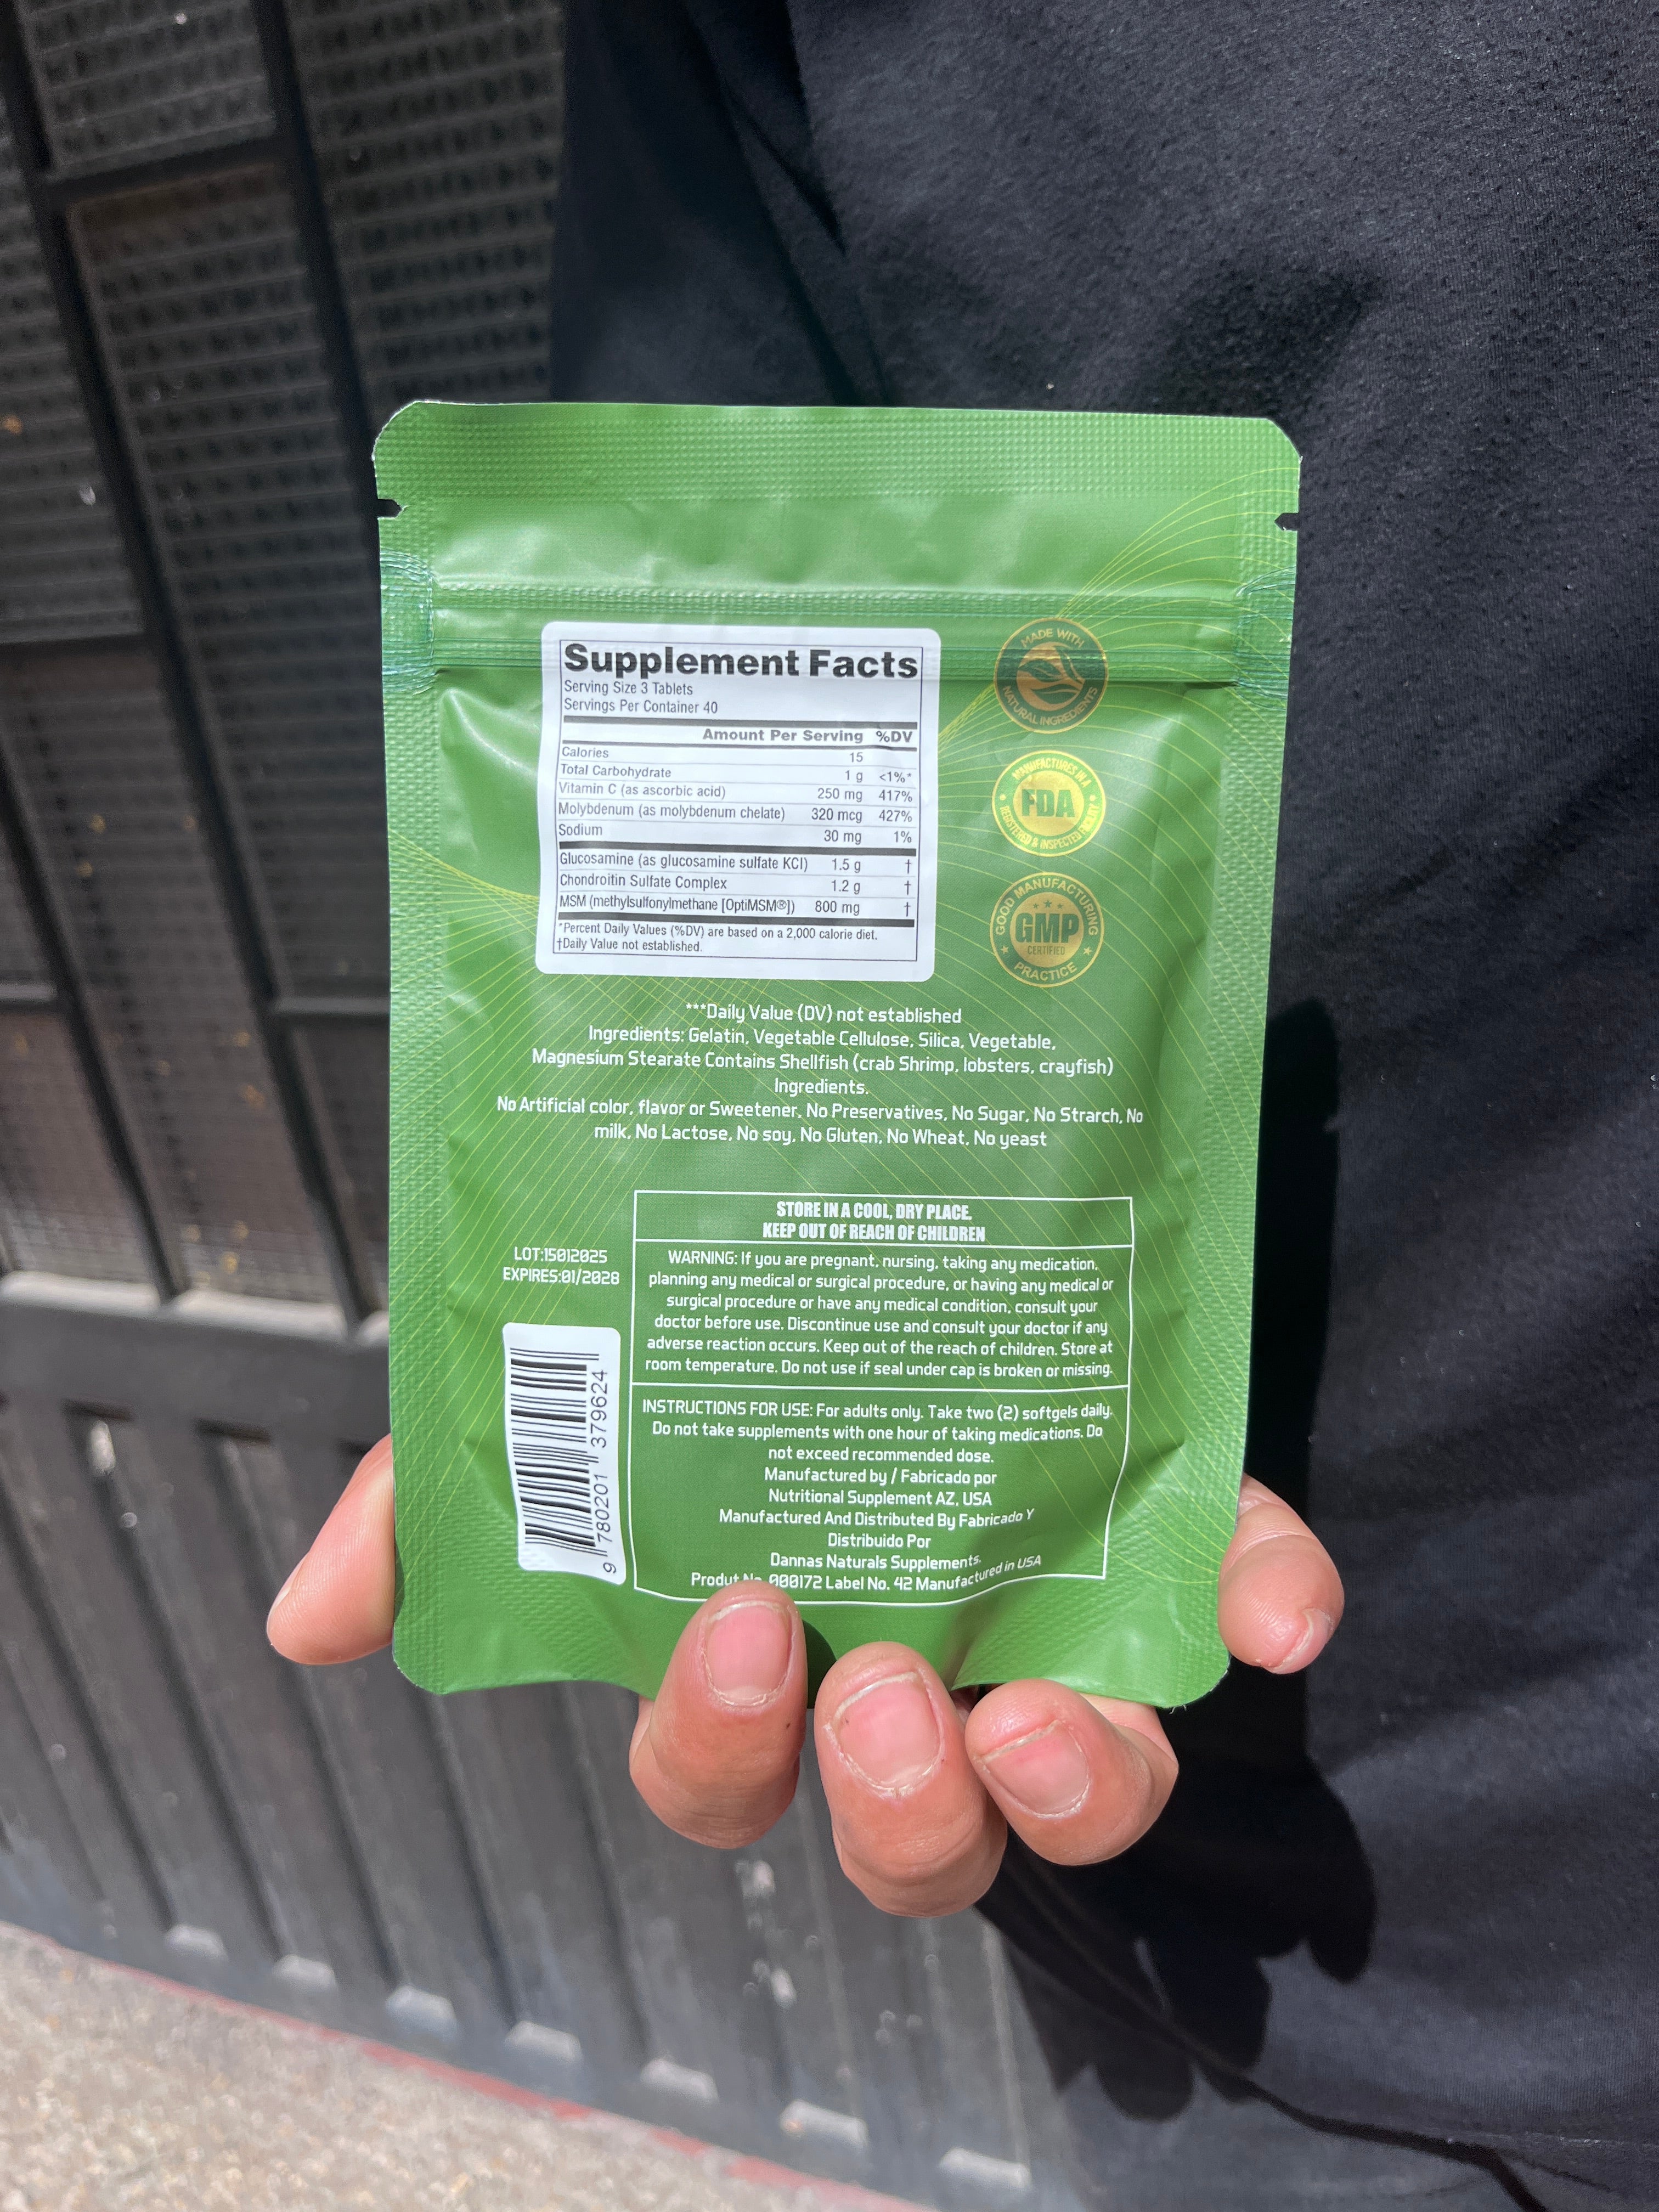 Supplement Facts
Serving Size 3 Tablets
Servings Per Container 40
Amount Per Serving %DV
Calories 15
Total Carbohydrate 1 g <1%*
Vitamin C (as ascorbic acid) 250 mg 417%
Molybdenum (as molybdenum chelate) 320 mcg 427%
Sodium 30 mg 1%
Glucosamine (as glucosamine sulfate KCl) 1.5 g †
Chondroitin Sulfate Complex 1.2 g †
MSM (methylsulfonylmethane [OptiMSM®]) 800 mg †
*Percent Daily Values (%DV) are based on a 2,000 calorie diet.
†Daily Value not established.
MADE WITH
NATURAL INGREDIENTS
MANUFACTURES IN A
FDA
REGISTERED & INSPECTED FACILITY
GOOD MANUFACTURING
GMP
CERTIFIED
PRACTICE
***Daily Value (DV) not established
Ingredients: Gelatin, Vegetable Cellulose, Silica, Vegetable,
Magnesium Stearate Contains Shellfish (crab Shrimp, lobsters, crayfish)
Ingredients.
No Artificial color, flavor or Sweetener, No Preservatives, No Sugar, No Strarch, No
milk, No Lactose, No soy, No Gluten, No Wheat, No yeast
STORE IN A COOL, DRY PLACE.
KEEP OUT OF REACH OF CHILDREN
LOT:15012025
EXPIRES:01/2028
WARNING: If you are pregnant, nursing, taking any medication,
planning any medical or surgical procedure, or having any medical or
surgical procedure or have any medical condition, consult your
doctor before use. Discontinue use and consult your doctor if any
adverse reaction occurs. Keep out of the reach of children. Store at
room temperature. Do not use if seal under cap is broken or missing.
INSTRUCTIONS FOR USE: For adults only. Take two (2) softgels daily.
Do not take supplements with one hour of taking medications. Do
not exceed recommended dose.
Manufactured by / Fabricado por
Nutritional Supplement AZ, USA
Manufactured And Distributed By Fabricado Y
Distribuido Por
Dannas Naturals Supplements.
Produt No. 000172 Label No. 42 Manufactured in USA
9 780201 379624